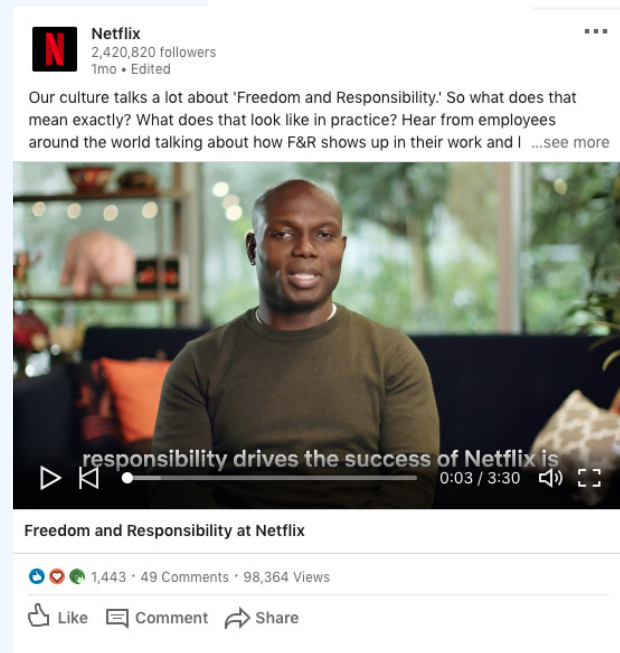 N
Netflix
2,420,820 followers
1mo • Edited
Our culture talks a lot about 'Freedom and Responsibility.' So what does that
mean exactly? What does that look like in practice? Hear from employees
around the world talking about how F&R shows up in their work and l ...see more
responsibility drives the success of Netflix is
0:03 / 3:30
Freedom and Responsibility at Netflix
1,443 · 49 Comments · 98,364 Views
Like Comment Share